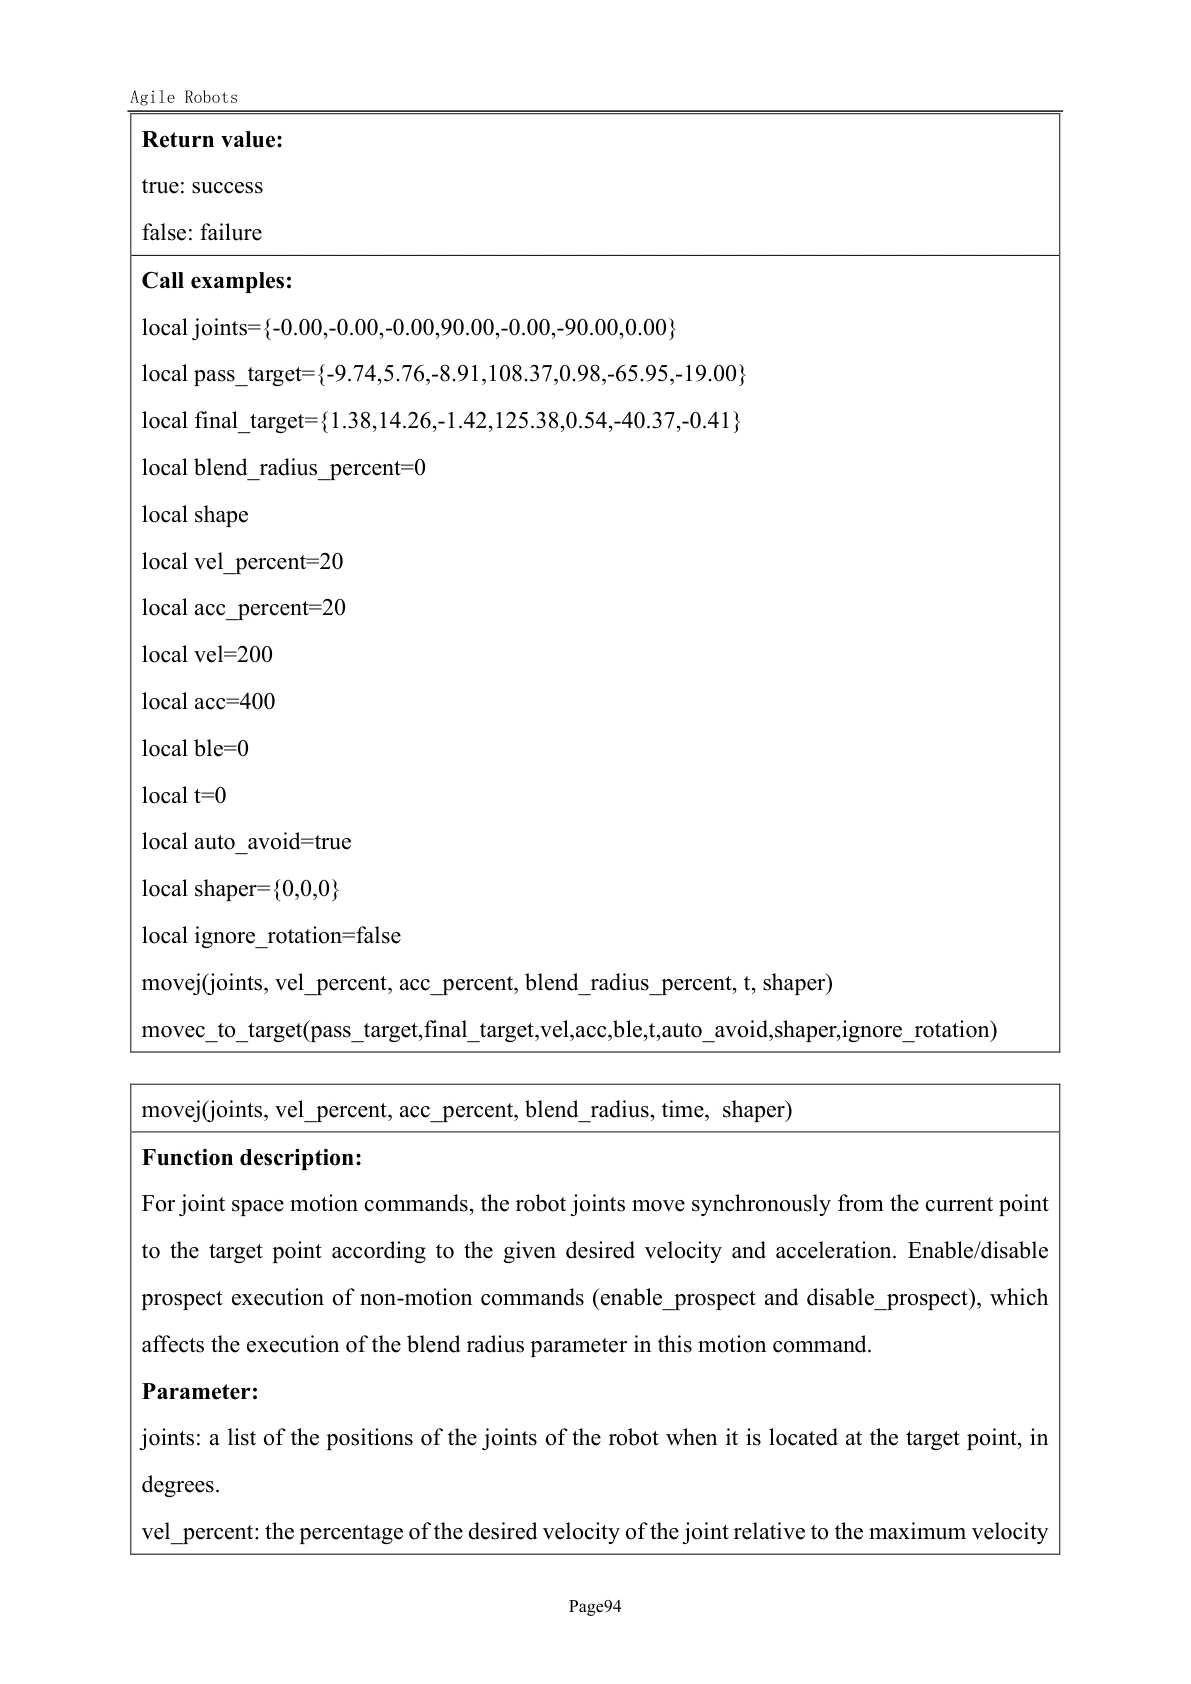 Agile Robots
Return value:
true: success
false: failure
Call examples:
local joints={-0.00,-0.00,-0.00,90.00,-0.00,-90.00,0.00}
local pass_target={-9.74,5.76,-8.91,108.37,0.98,-65.95,-19.00}
local final_target={1.38,14.26,-1.42,125.38,0.54,-40.37,-0.41}
local blend_radius_percent=0
local shape
local vel_percent=20
local acc_percent=20
local vel=200
local acc=400
local ble=0
local t=0
local auto_avoid=true
local shaper={0,0,0}
local ignore_rotation=false
movej(joints, vel_percent, acc_percent, blend_radius_percent, t, shaper)
movec_to_target(pass_target,final_target,vel,acc,ble,t,auto_avoid,shaper,ignore_rotation)
movej(joints, vel_percent, acc_percent, blend_radius, time,  shaper)
Function description:
For joint space motion commands, the robot joints move synchronously from the current point
to the target point according to the given desired velocity and acceleration. Enable/disable
prospect execution of non-motion commands (enable_prospect and disable_prospect), which
affects the execution of the blend radius parameter in this motion command.
Parameter:
joints: a list of the positions of the joints of the robot when it is located at the target point, in
degrees.
vel_percent: the percentage of the desired velocity of the joint relative to the maximum velocity
Page94